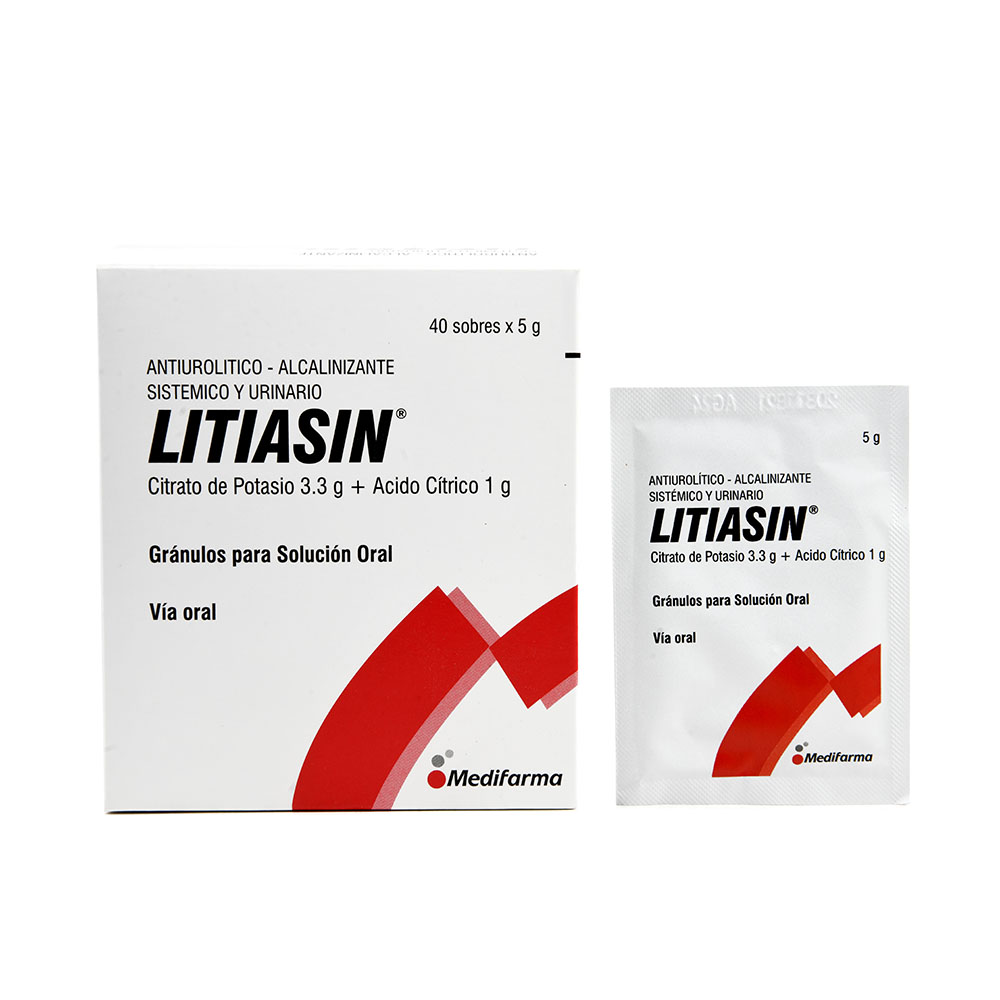 40 sobres x 5 g
ANTIUROLITICO - ALCALINIZANTE
SISTEMICO Y URINARIO
LITIASIN®
Citrato de Potasio 3.3 g + Acido Cítrico 1 g
Gránulos para Solución Oral
Vía oral
Medifarma
5 g
ANTIUROLÍTICO - ALCALINIZANTE
SISTÉMICO Y URINARIO
LITIASIN®
Citrato de Potasio 3.3 g + Acido Cítrico 1 g
Gránulos para Solución Oral
Vía oral
Medifarma